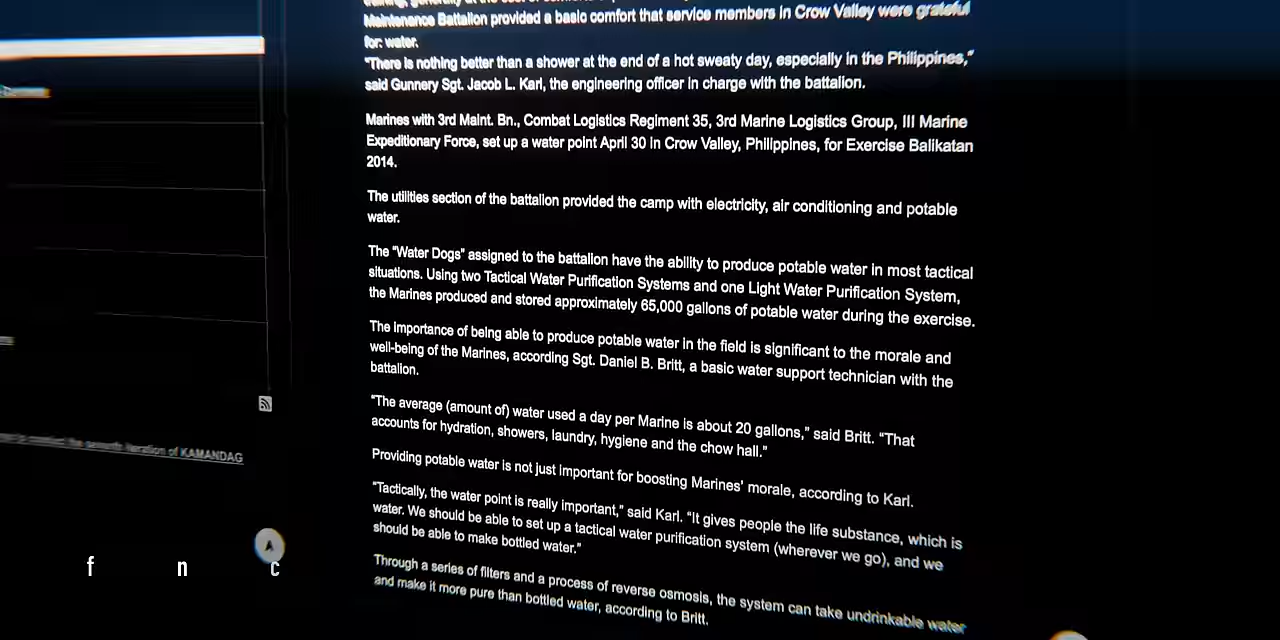 Maintenance Battalion provided a basic comfort that service members in Crow Valley were grateful
for: water.
“There is nothing better than a shower at the end of a hot sweaty day, especially in the Philippines,”
said Gunnery Sgt. Jacob L. Karl, the engineering officer in charge with the battalion.
Marines with 3rd Maint. Bn., Combat Logistics Regiment 35, 3rd Marine Logistics Group, III Marine
Expeditionary Force, set up a water point April 30 in Crow Valley, Philippines, for Exercise Balikatan
2014.
The utilities section of the battalion provided the camp with electricity, air conditioning and potable
water.
The "Water Dogs" assigned to the battalion have the ability to produce potable water in most tactical
situations. Using two Tactical Water Purification Systems and one Light Water Purification System,
the Marines produced and stored approximately 65,000 gallons of potable water during the exercise.
The importance of being able to produce potable water in the field is significant to the morale and
well-being of the Marines, according Sgt. Daniel B. Britt, a basic water support technician with the
battalion.
“The average (amount of) water used a day per Marine is about 20 gallons,” said Britt. “That
accounts for hydration, showers, laundry, hygiene and the chow hall.”
Providing potable water is not just important for boosting Marines’ morale, according to Karl.
“Tactically, the water point is really important,” said Karl. “It gives people the life substance, which is
water. We should be able to set up a tactical water purification system (wherever we go), and we
should be able to make bottled water.”
Through a series of filters and a process of reverse osmosis, the system can take undrinkable water
and make it more pure than bottled water, according to Britt.
the seventh iteration of KAMANDAG
f n c